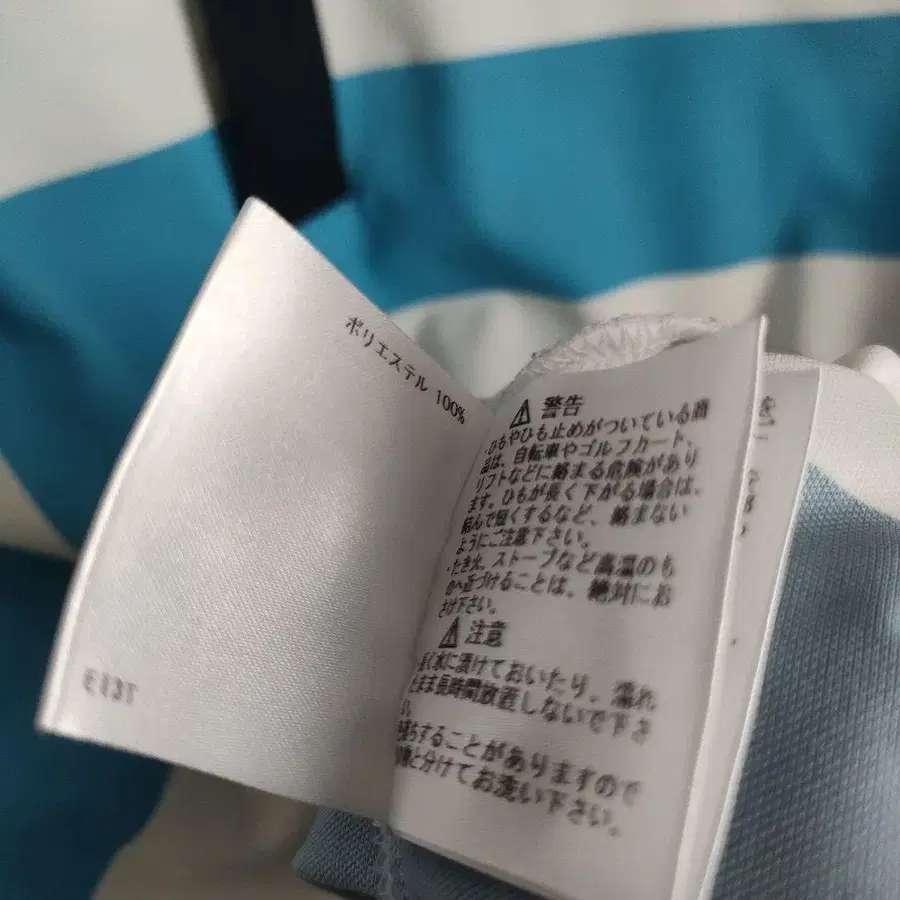 ポリエステル 100%
E13T
⚠ 警告
・ひもやひも止めがついている商
品は、自転車やゴルフカート、
リフトなどに絡まる危険があり
ます。ひもが長く下がる場合は、
結んで短くするなど、絡まない
ようにご注意下さい。
・たき火、ストーブなど高温のも
のへ近づけることは、絶対にお
さけ下さい。
⚠ 注意
長く水に漬けておいたり、濡れ
たまま長時間放置しないで下さ
い。
色落ちすることがありますので
と分けてお洗い下さい。
を